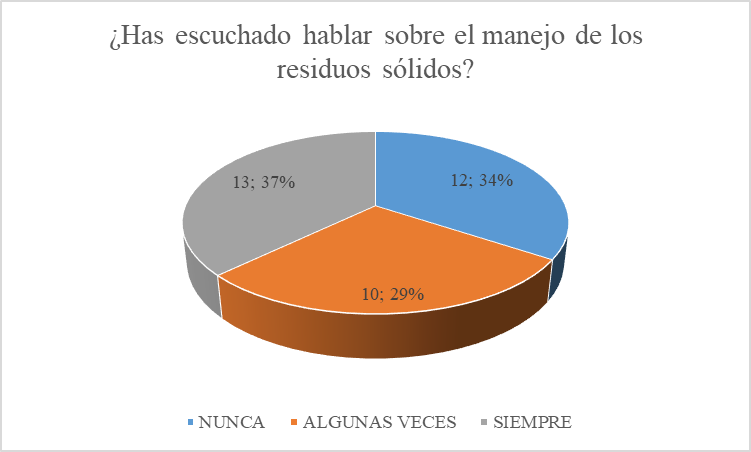 ¿Has escuchado hablar sobre el manejo de los
residuos sólidos?
13; 37%
12; 34%
10; 29%
NUNCA
ALGUNAS VECES
SIEMPRE